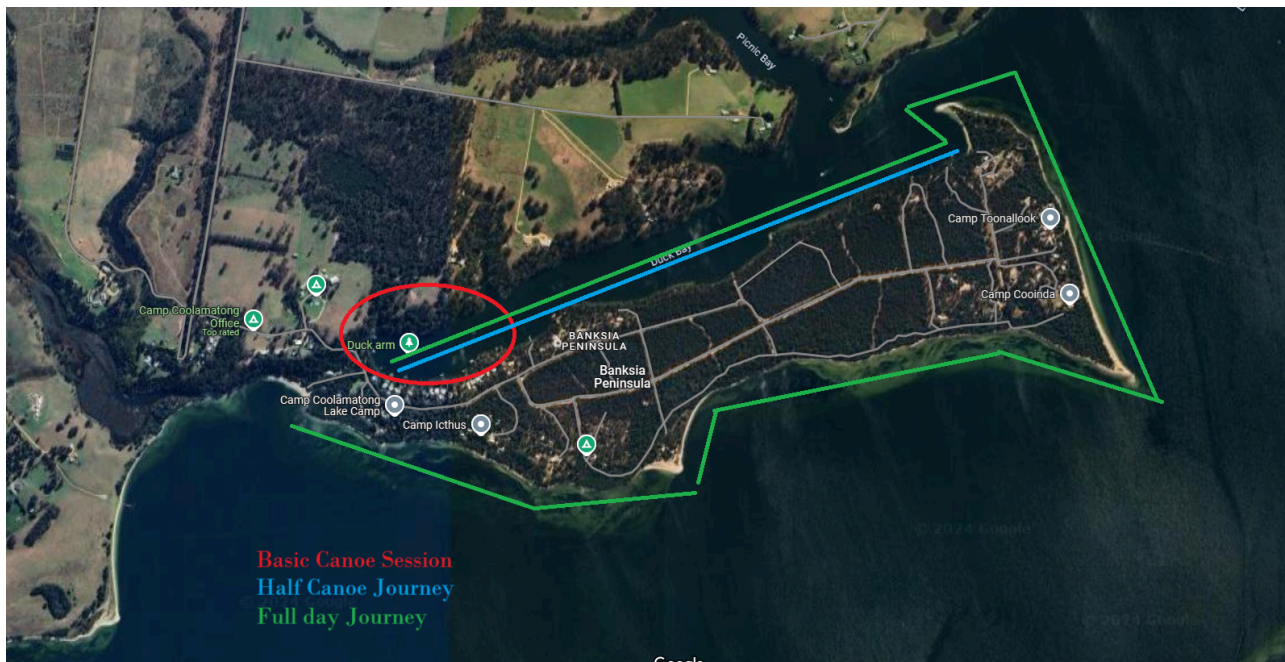 Picnic Bay
Camp Toonallook
Duck Bay
Camp Coolamatong
Office
Top rated
Camp Cooinda
Duck arm
BANKSIA
PENINSULA
Banksia
Peninsula
Camp Coolamatong
Lake Camp
Camp Icthus
© 2024 Google
Basic Canoe Session
Half Canoe Journey
© 2024 Google
Full day Journey
© 2024 Google
Google